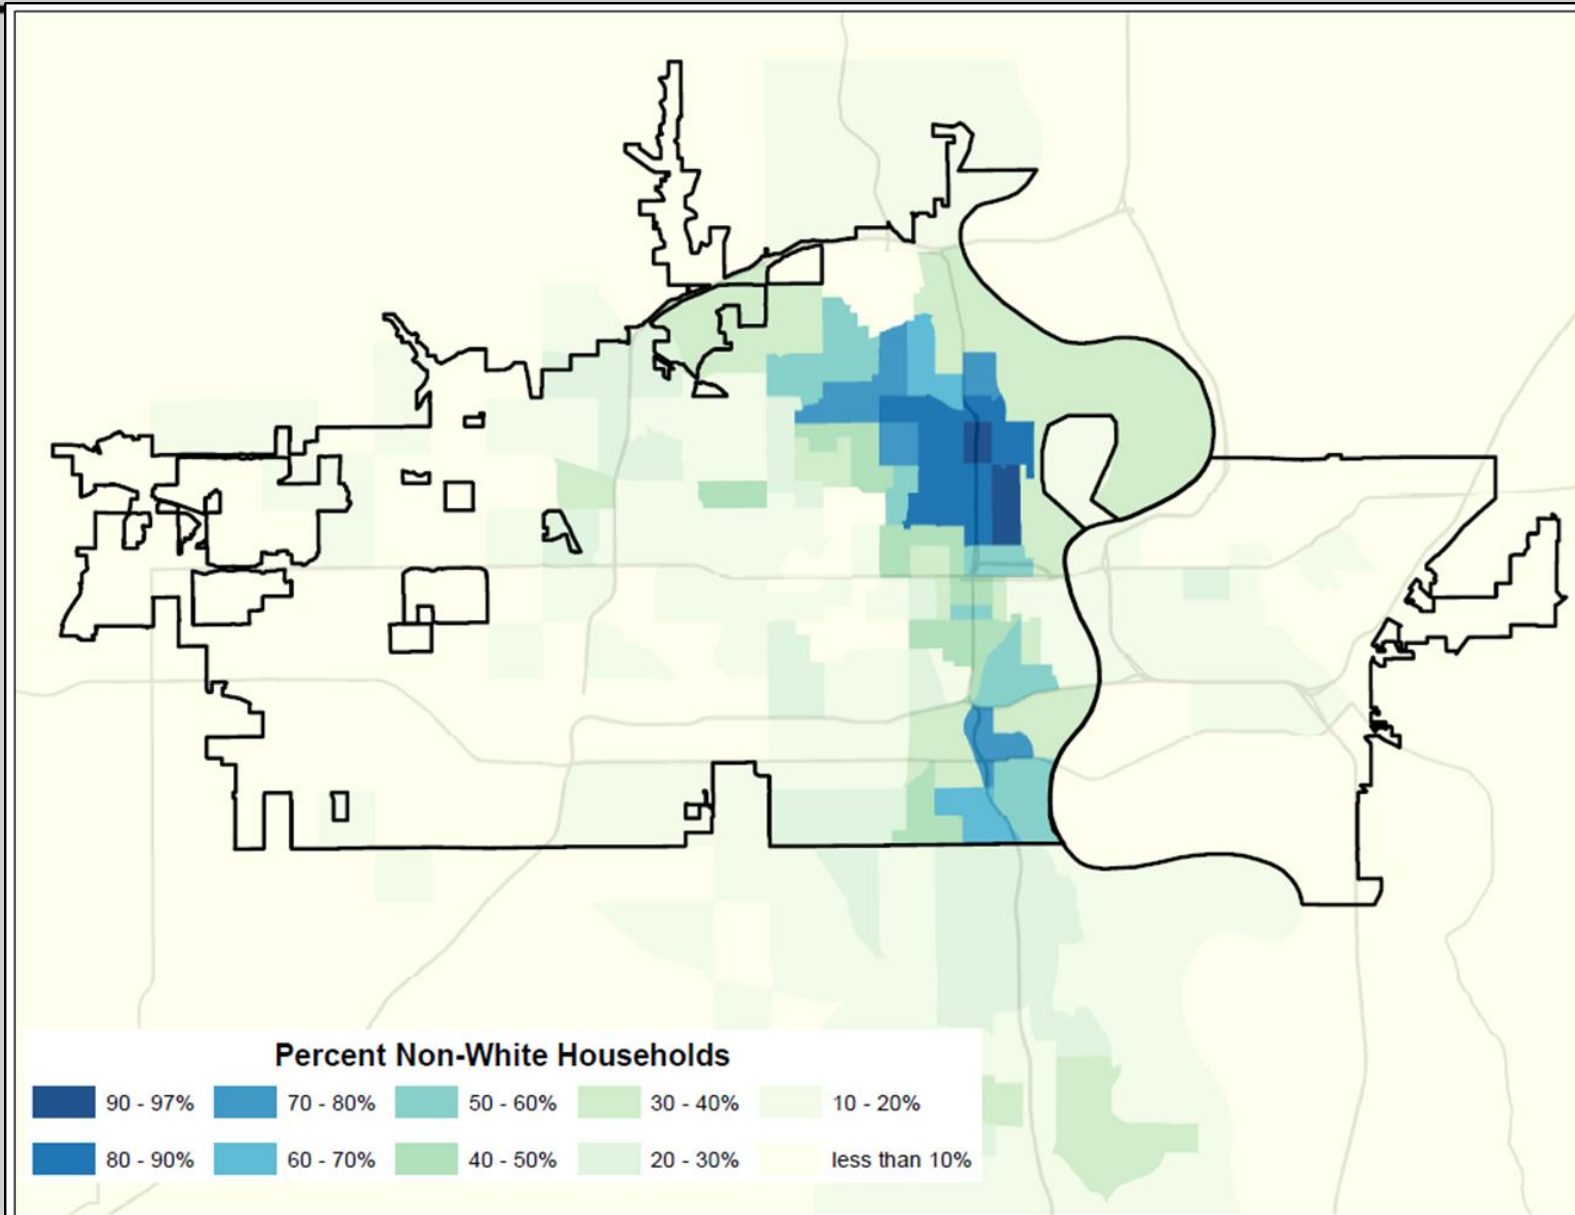 Percent Non-White Households
90 - 97% 70 - 80% 50 - 60% 30 - 40% 10 - 20%
80 - 90% 60 - 70% 40 - 50% 20 - 30% less than 10%